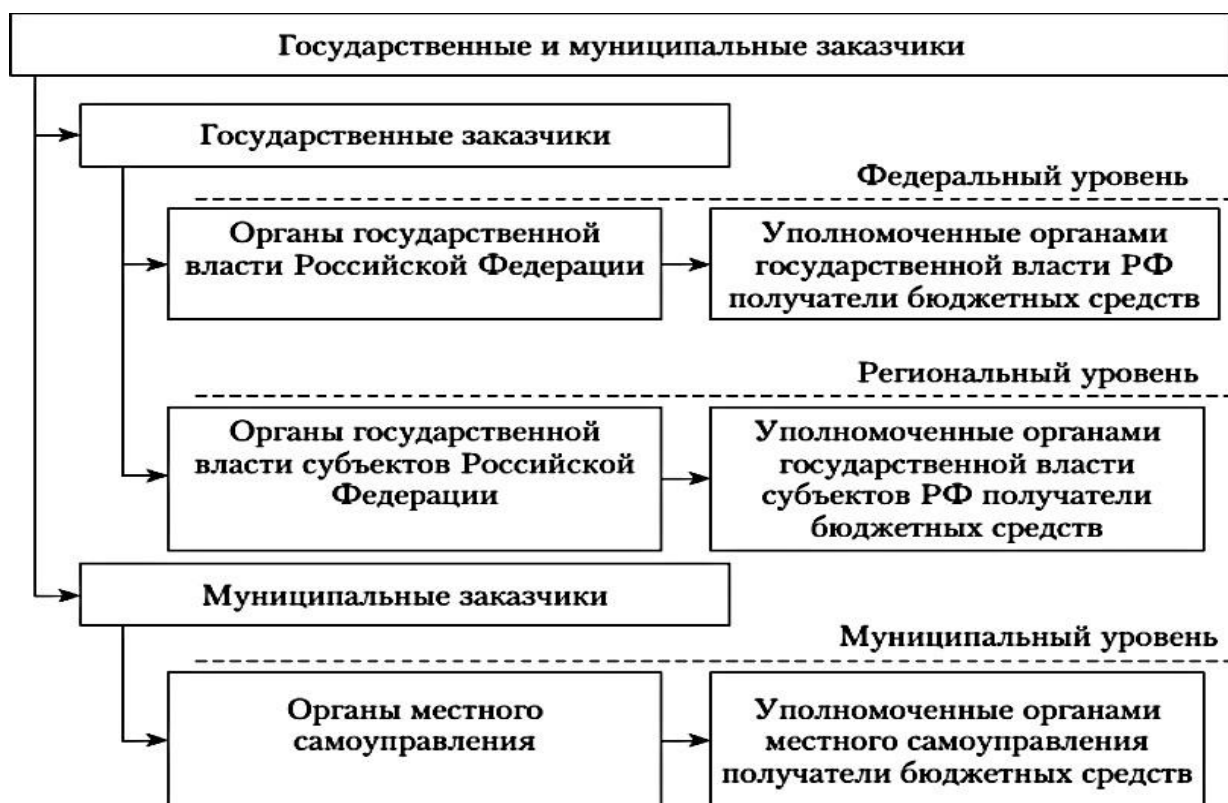 Государственные и муниципальные заказчики
Государственные заказчики
Федеральный уровень
Органы государственной
власти Российской Федерации
Уполномоченные органами
государственной власти РФ
получатели бюджетных средств
Региональный уровень
Органы государственной
власти субъектов Российской
Федерации
Уполномоченные органами
государственной власти
субъектов РФ получатели
бюджетных средств
Муниципальные заказчики
Муниципальный уровень
Органы местного
самоуправления
Уполномоченные органами
местного самоуправления
получатели бюджетных средств